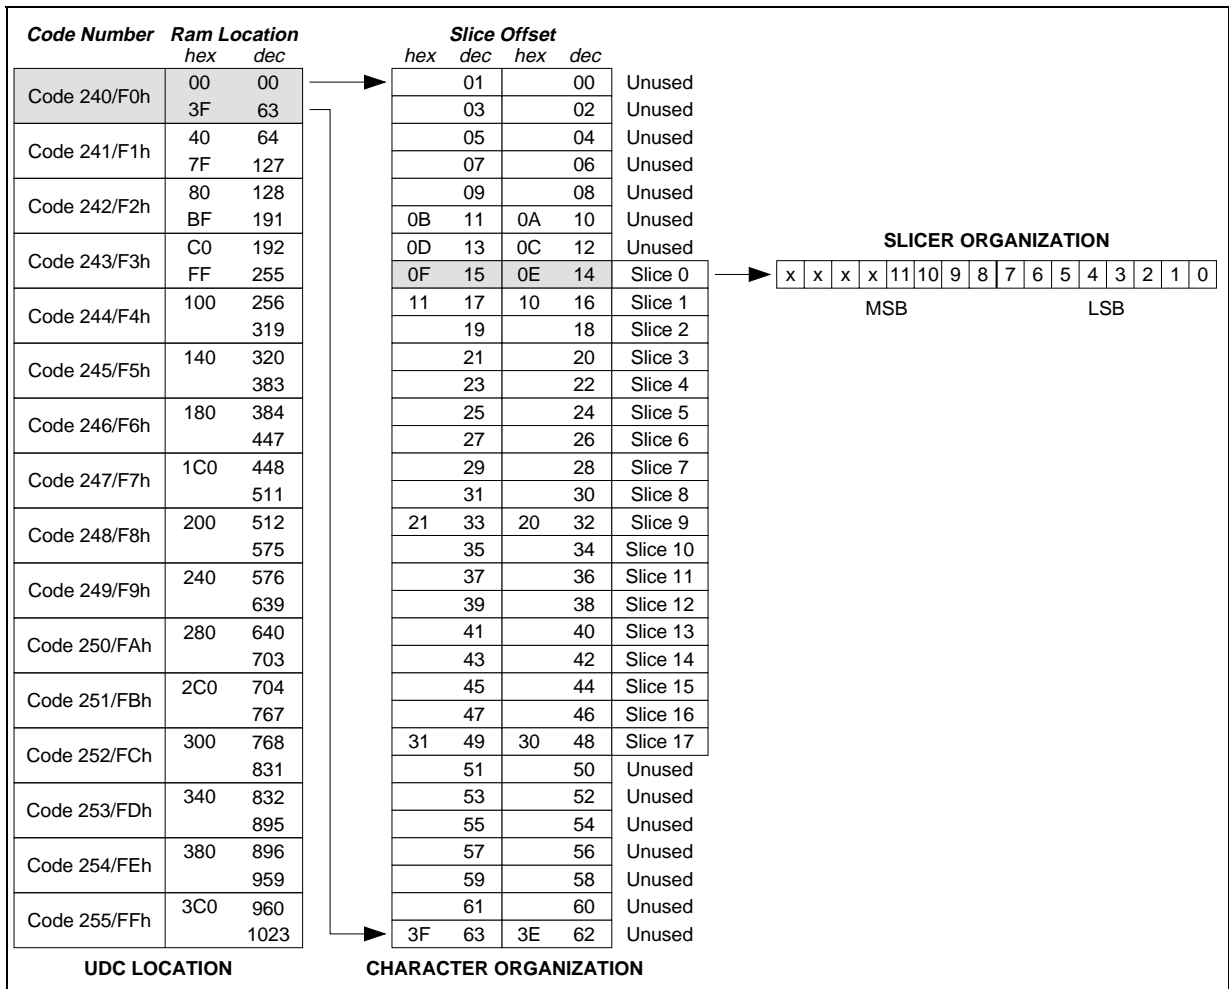 Code Number Ram Location Slice Offset
hex dec hex dec hex dec
Code 240/F0h 00 00 01 00 Unused
3F 63 03 02 Unused
Code 241/F1h 40 64 05 04 Unused
7F 127 07 06 Unused
Code 242/F2h 80 128 09 08 Unused
BF 191 0B 11 0A 10 Unused
SLICER ORGANIZATION
Code 243/F3h C0 192 0D 13 0C 12 Unused
FF 255 0F 15 0E 14 Slice 0 x x x x 11 10 9 8 7 6 5 4 3 2 1 0
Code 244/F4h 100 256 11 17 10 16 Slice 1 MSB LSB
319 19 18 Slice 2
Code 245/F5h 140 320 21 20 Slice 3
383 23 22 Slice 4
Code 246/F6h 180 384 25 24 Slice 5
447 27 26 Slice 6
Code 247/F7h 1C0 448 29 28 Slice 7
511 31 30 Slice 8
Code 248/F8h 200 512 21 33 20 32 Slice 9
575 35 34 Slice 10
Code 249/F9h 240 576 37 36 Slice 11
639 39 38 Slice 12
Code 250/FAh 280 640 41 40 Slice 13
703 43 42 Slice 14
Code 251/FBh 2C0 704 45 44 Slice 15
767 47 46 Slice 16
Code 252/FCh 300 768 31 49 30 48 Slice 17
831 51 50 Unused
Code 253/FDh 340 832 53 52 Unused
895 55 54 Unused
Code 254/FEh 380 896 57 56 Unused
959 59 58 Unused
Code 255/FFh 3C0 960 61 60 Unused
1023 3F 63 3E 62 Unused
UDC LOCATION CHARACTER ORGANIZATION